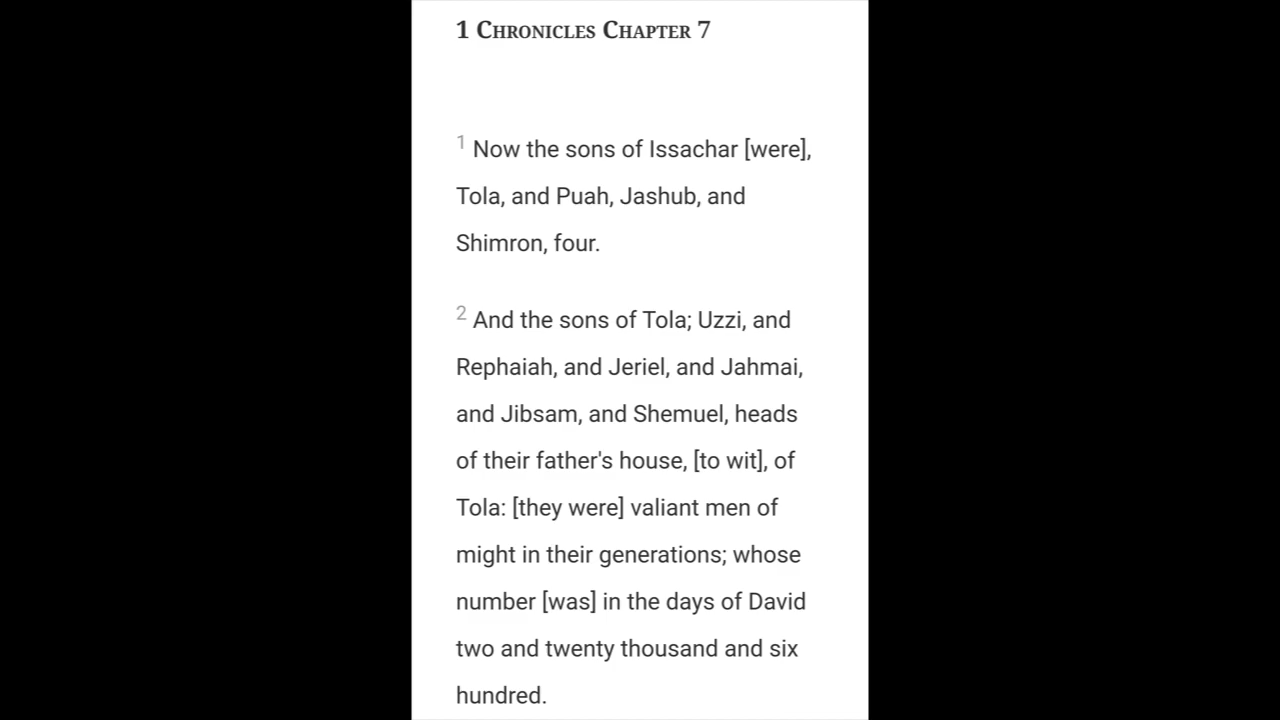 1 Chronicles Chapter 7
1 Now the sons of Issachar [were],
Tola, and Puah, Jashub, and
Shimron, four.
2 And the sons of Tola; Uzzi, and
Rephaiah, and Jeriel, and Jahmai,
and Jibsam, and Shemuel, heads
of their father's house, [to wit], of
Tola: [they were] valiant men of
might in their generations; whose
number [was] in the days of David
two and twenty thousand and six
hundred.